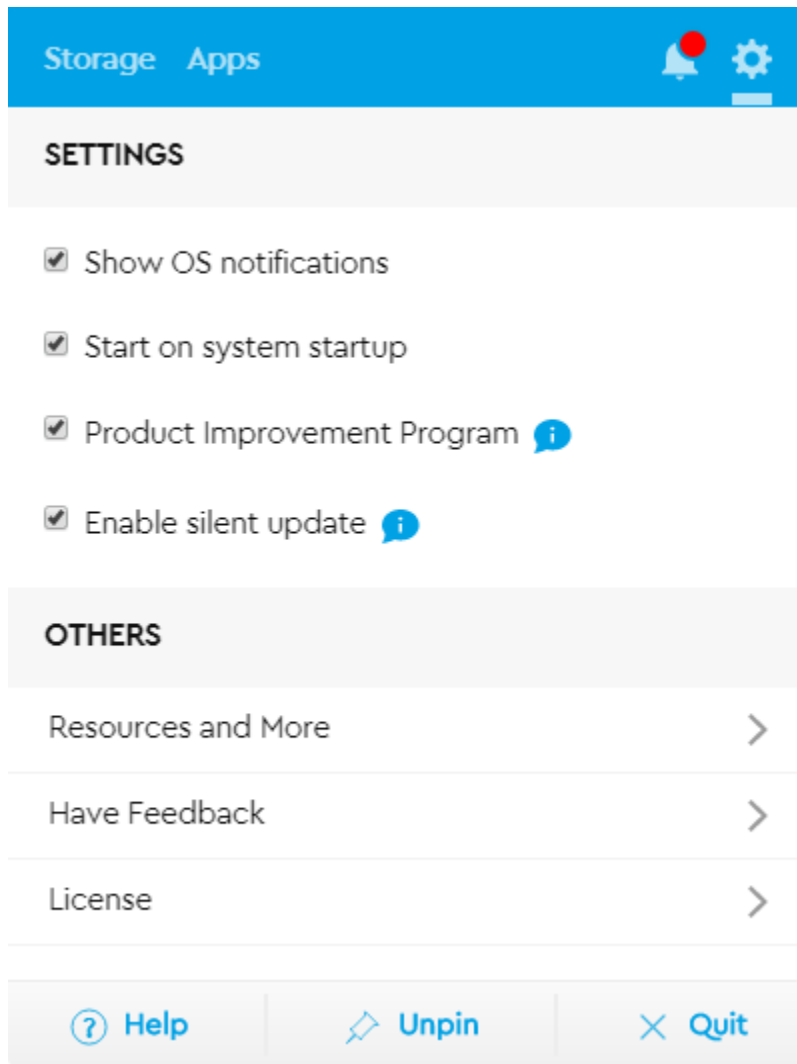 Storage Apps
SETTINGS
Show OS notifications
Start on system startup
Product Improvement Program i
Enable silent update i
OTHERS
Resources and More
Have Feedback
License
? Help Unpin Quit